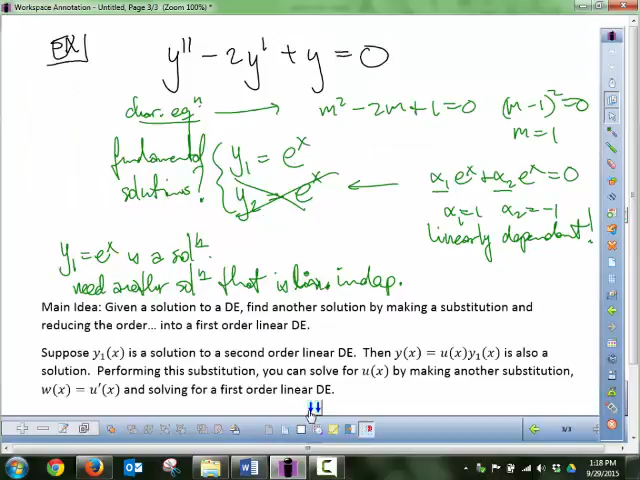 Workspace Annotation - Untitled, Page 3/3 (Zoom 100%)
EX1 y'' - 2y' + y = 0
char. eqⁿ → m² - 2m + 1 = 0 (m-1)² = 0
m = 1
fundamental solutions?
y₁ = eˣ
y₂ = eˣ ←
α₁eˣ + α₂eˣ = 0
α₁ = 1 α₂ = -1
linearly dependent!
y₁ = eˣ is a solⁿ
need another solⁿ that is lin. indep.
Main Idea: Given a solution to a DE, find another solution by making a substitution and
reducing the order... into a first order linear DE.
Suppose y₁(x) is a solution to a second order linear DE. Then y(x) = u(x)y₁(x) is also a
solution. Performing this substitution, you can solve for u(x) by making another substitution,
w(x) = u′(x) and solving for a first order linear DE.
3/3
1:18 PM
9/29/2015